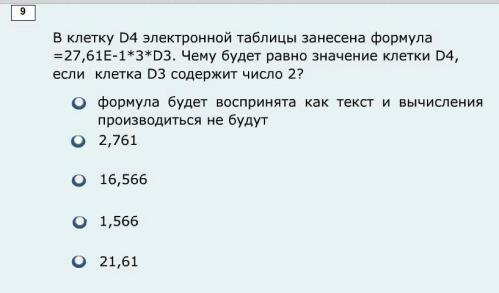 9
В клетку D4 электронной таблицы занесена формула
=27,61E-1*3*D3. Чему будет равно значение клетки D4,
если клетка D3 содержит число 2?
формула будет воспринята как текст и вычисления
производиться не будут
2,761
16,566
1,566
21,61